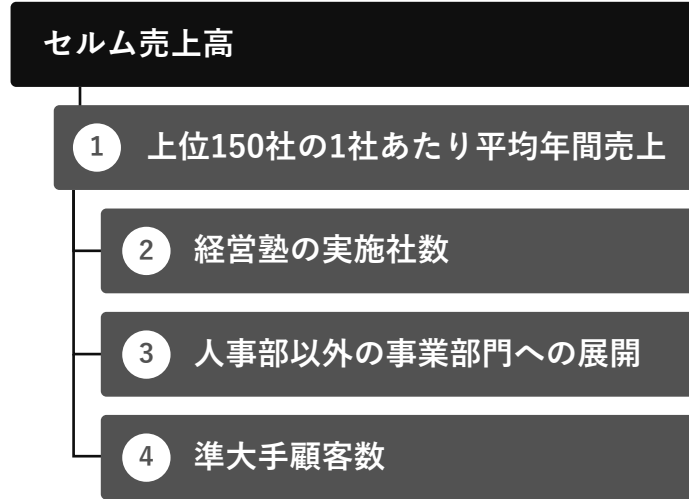 セルム売上高
1 上位150社の1社あたり平均年間売上
2 経営塾の実施社数
3 人事部以外の事業部門への展開
4 準大手顧客数